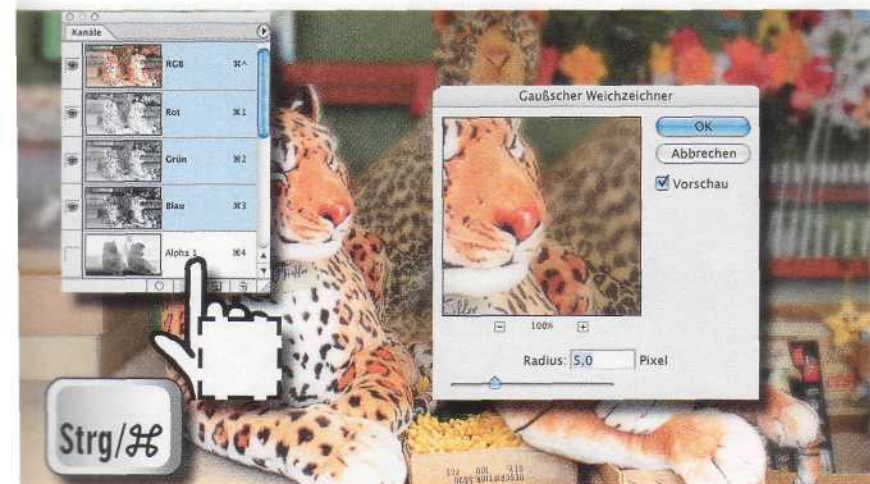 Kanäle
RGB ⌘^
Rot ⌘1
Grün ⌘2
Blau ⌘3
Alpha 1 ⌘4
Gaußscher Weichzeichner
OK
Abbrechen
Vorschau
100%
Radius: 5,0 Pixel
Strg/⌘